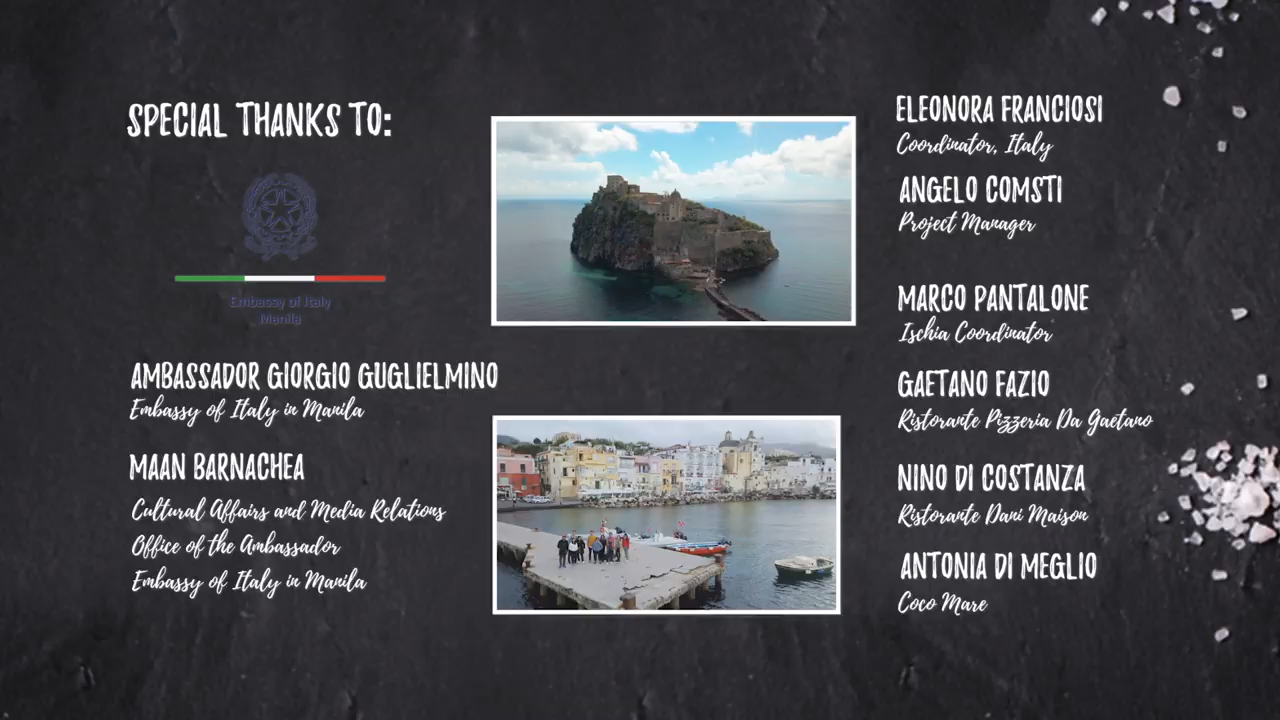 SPECIAL THANKS TO:
Embassy of Italy
Manila
AMBASSADOR GIORGIO GUGLIELMINO
Embassy of Italy in Manila
MAAN BARNACHEA
Cultural Affairs and Media Relations
Office of the Ambassador
Embassy of Italy in Manila
ELEONORA FRANCIOSI
Coordinator, Italy
ANGELO COMSTI
Project Manager
MARCO PANTALONE
Ischia Coordinator
GAETANO FAZIO
Ristorante Pizzeria Da Gaetano
NINO DI COSTANZA
Ristorante Dani Maison
ANTONIA DI MEGLIO
Coco Mare